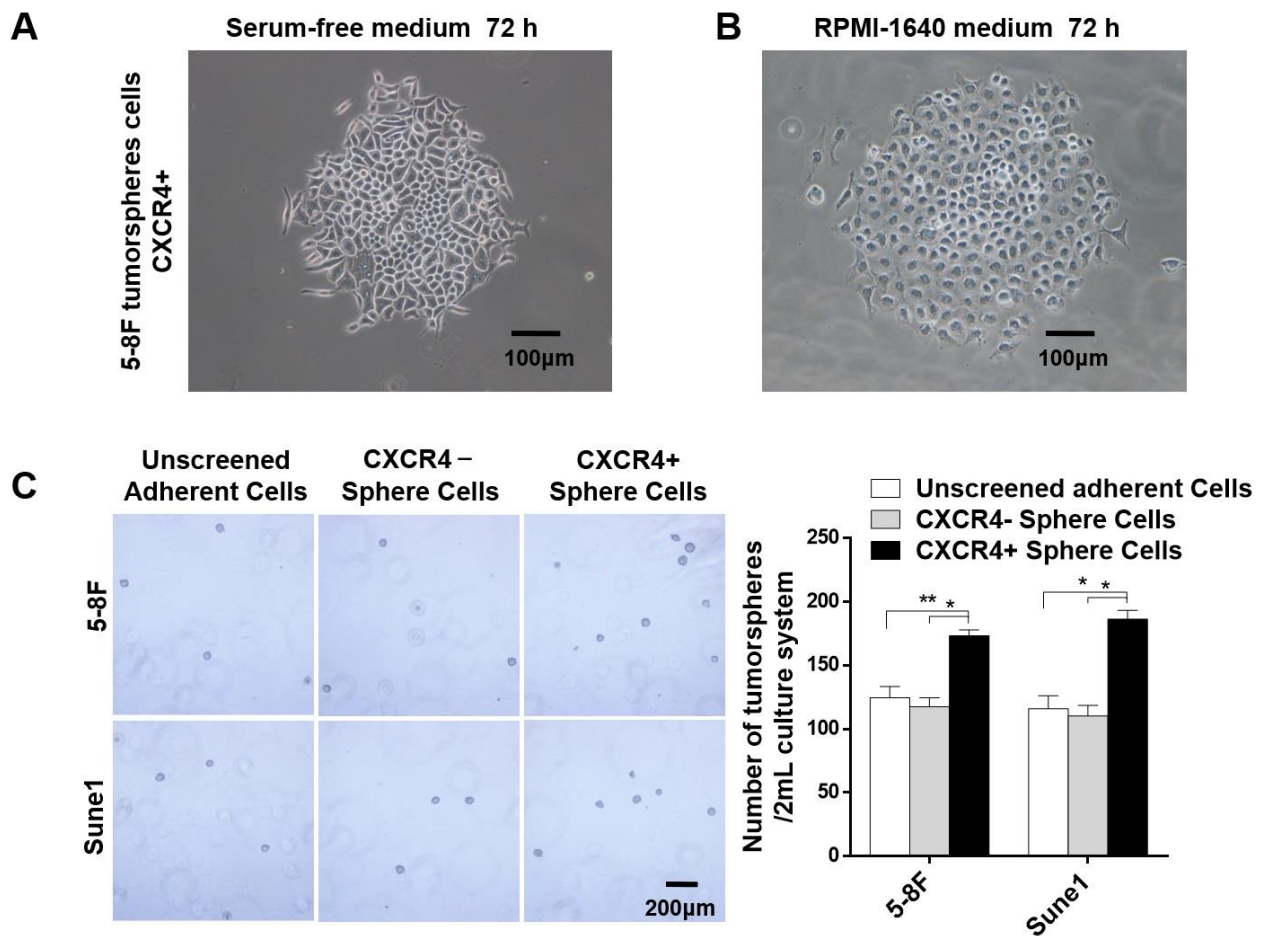 A
Serum-free medium 72 h
B
RPMI-1640 medium 72 h
5-8F tumorspheres cells
CXCR4+
100µm
100µm
C
Unscreened
Adherent Cells
CXCR4 –
Sphere Cells
CXCR4+
Sphere Cells
5-8F
Sune1
200µm
Unscreened adherent Cells
CXCR4- Sphere Cells
CXCR4+ Sphere Cells
Number of tumorspheres
/2mL culture system
250
200
150
100
50
0
** *
* *
5-8F
Sune1